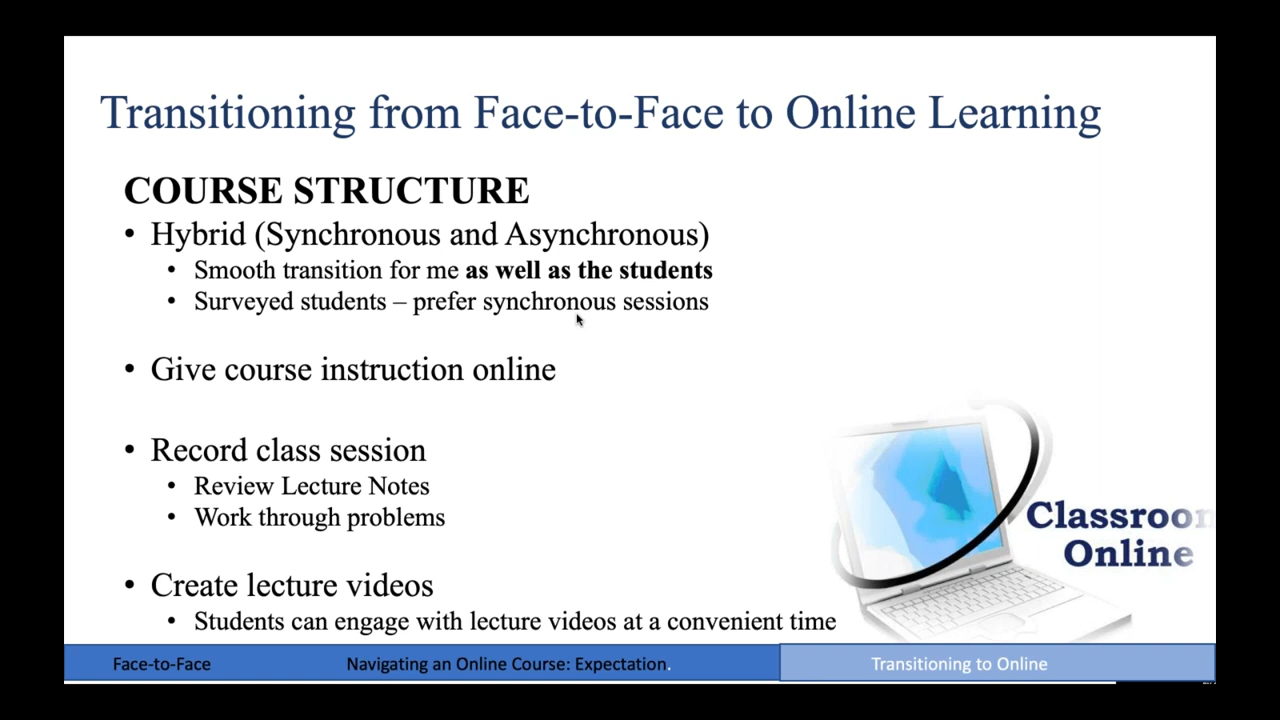 Transitioning from Face-to-Face to Online Learning
COURSE STRUCTURE
• Hybrid (Synchronous and Asynchronous)
• Smooth transition for me as well as the students
• Surveyed students – prefer synchronous sessions
• Give course instruction online
• Record class session
• Review Lecture Notes
• Work through problems
• Create lecture videos
• Students can engage with lecture videos at a convenient time
Classroom
Online
Face-to-Face
Navigating an Online Course: Expectation.
Transitioning to Online